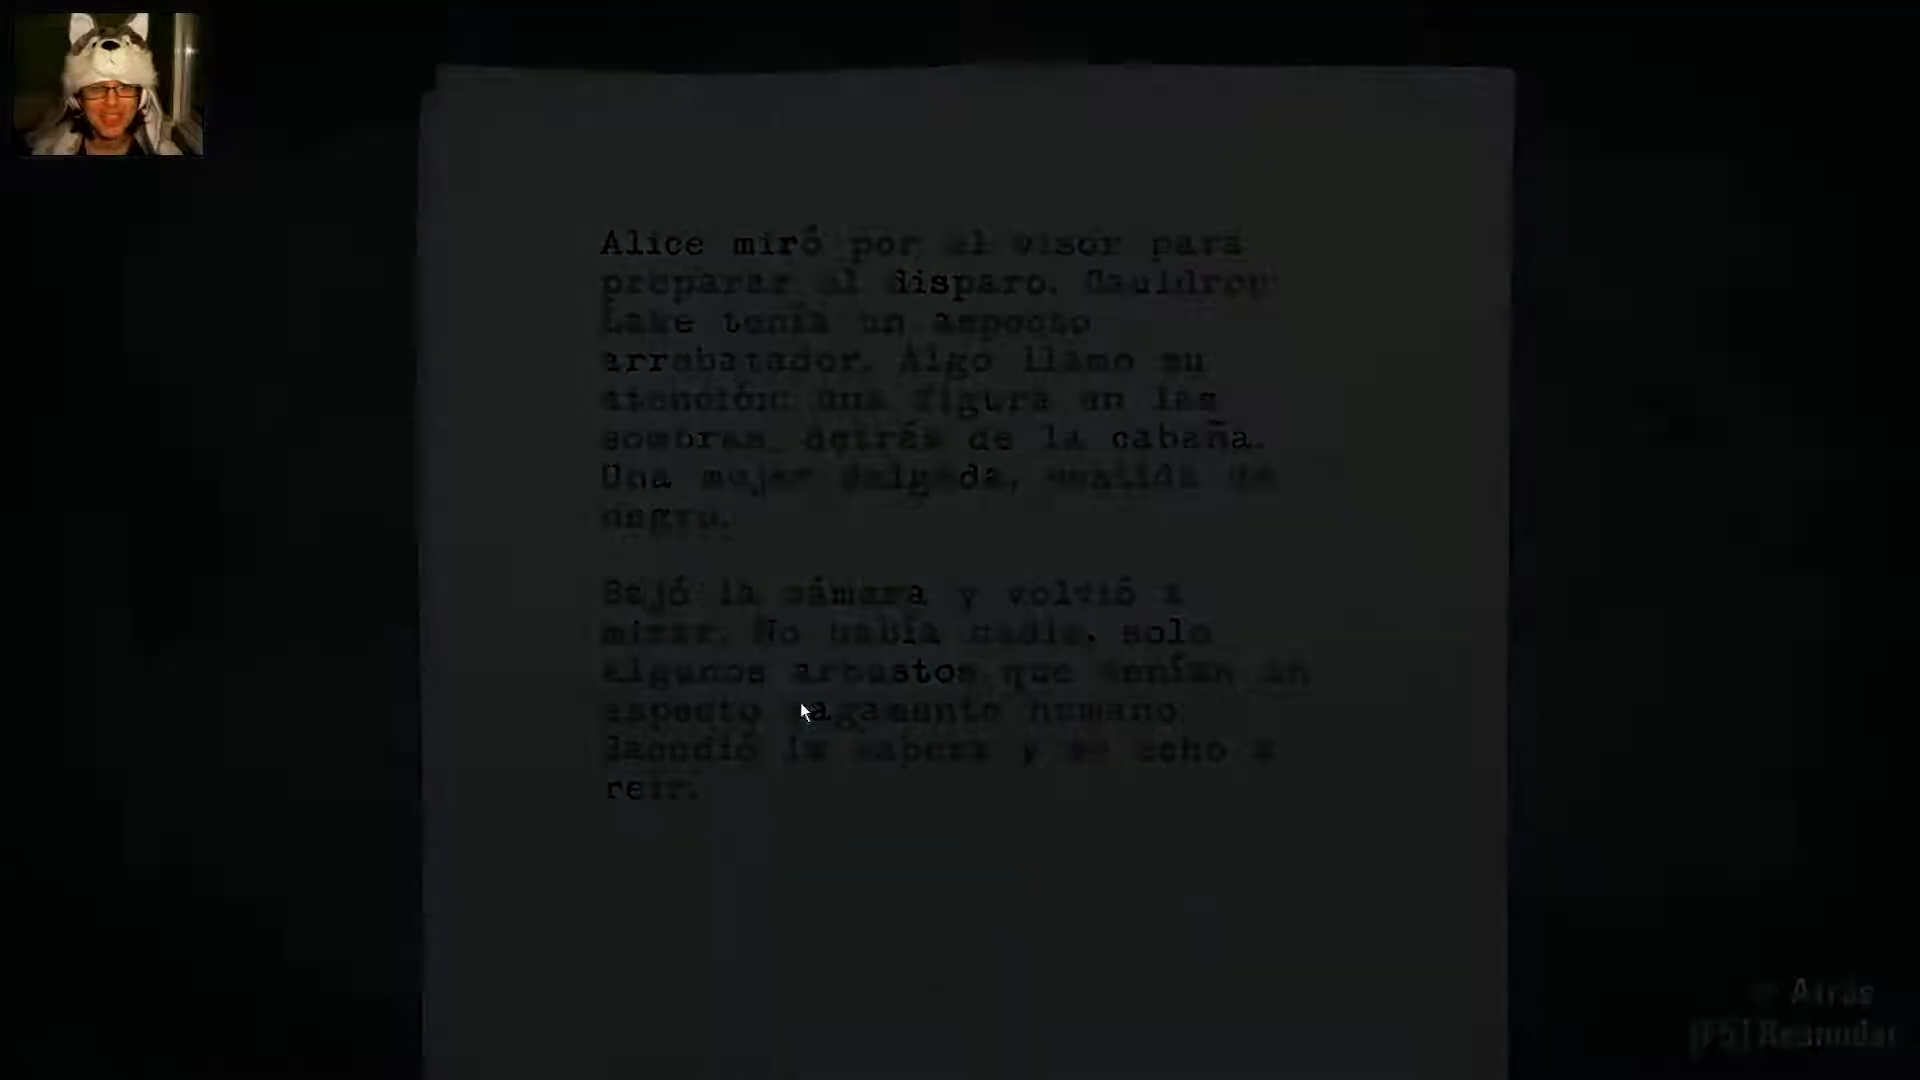 Alice miró por el visor para
preparar el disparo. Cauldron
Lake tenía un aspecto
arrebatador. Algo llamó su
atención: una figura en las
sombras, detrás de la cabaña.
Una mujer delgada, vestida de
negro.
Bajó la cámara y volvió a
mirar. No había nadie, solo
algunos arbustos que tenían un
aspecto vagamente humano.
Sacudió la cabeza y se echó a
reír.
Atrás
[F5] Reanudar